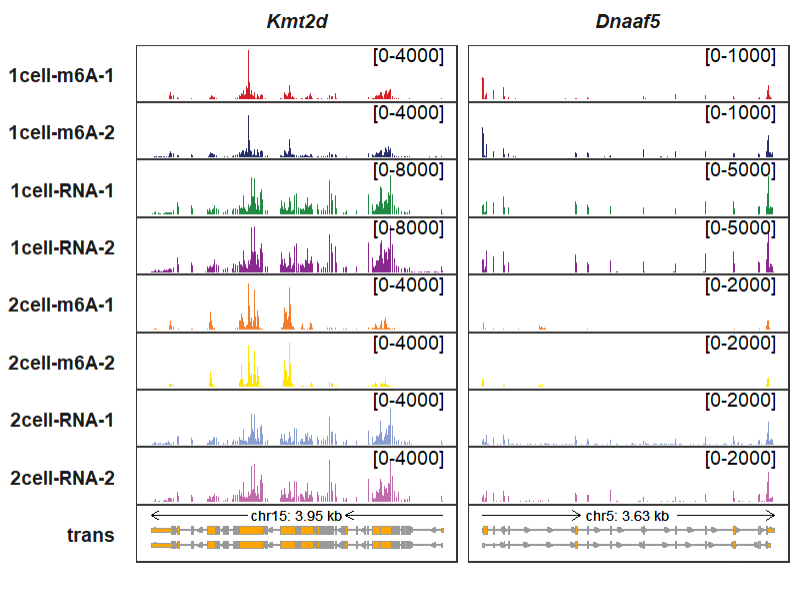 Kmt2d Dnaaf5
1cell-m6A-1 [0-4000] [0-1000]
1cell-m6A-2 [0-4000] [0-1000]
1cell-RNA-1 [0-8000] [0-5000]
1cell-RNA-2 [0-8000] [0-5000]
2cell-m6A-1 [0-4000] [0-2000]
2cell-m6A-2 [0-4000] [0-2000]
2cell-RNA-1 [0-4000] [0-2000]
2cell-RNA-2 [0-4000] [0-2000]
chr15: 3.95 kb chr5: 3.63 kb
trans